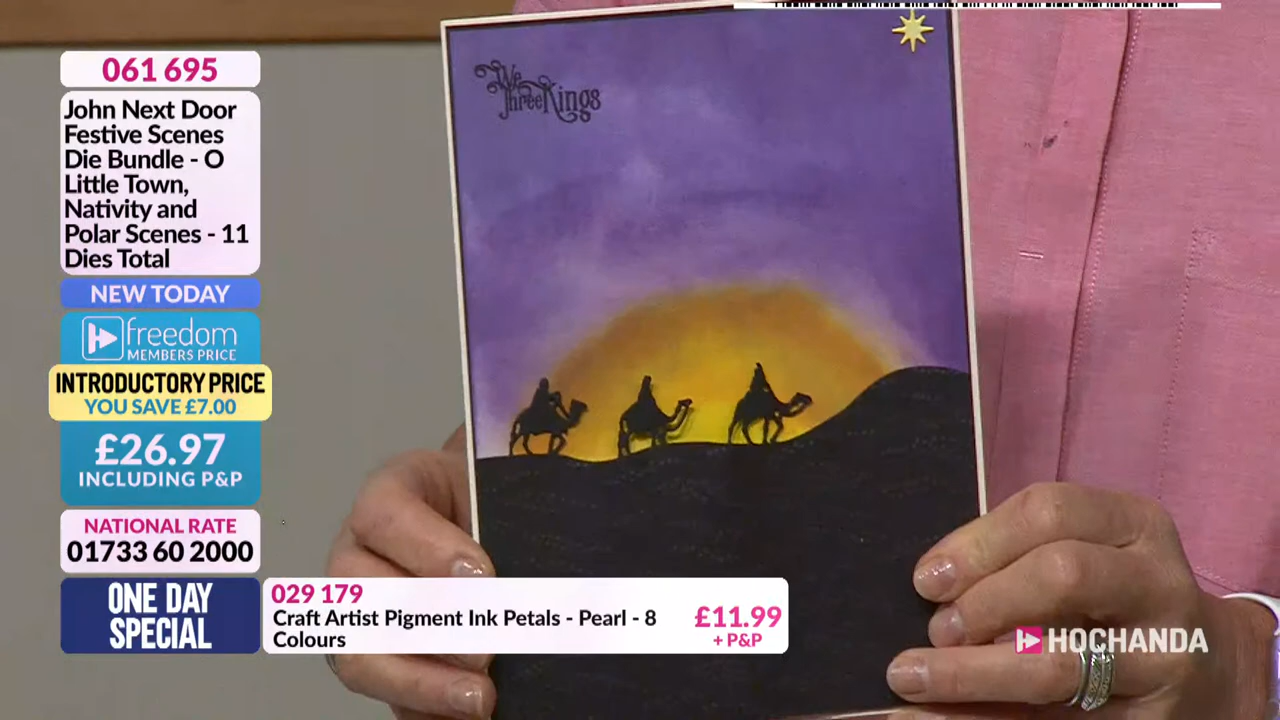 061 695
John Next Door
Festive Scenes
Die Bundle - O
Little Town,
Nativity and
Polar Scenes - 11
Dies Total
NEW TODAY
freedom
MEMBERS PRICE
INTRODUCTORY PRICE
YOU SAVE £7.00
£26.97
INCLUDING P&P
NATIONAL RATE
01733 60 2000
ONE DAY
SPECIAL
029 179
Craft Artist Pigment Ink Petals - Pearl - 8
Colours
£11.99
+ P&P
We
Three Kings
HOCHANDA